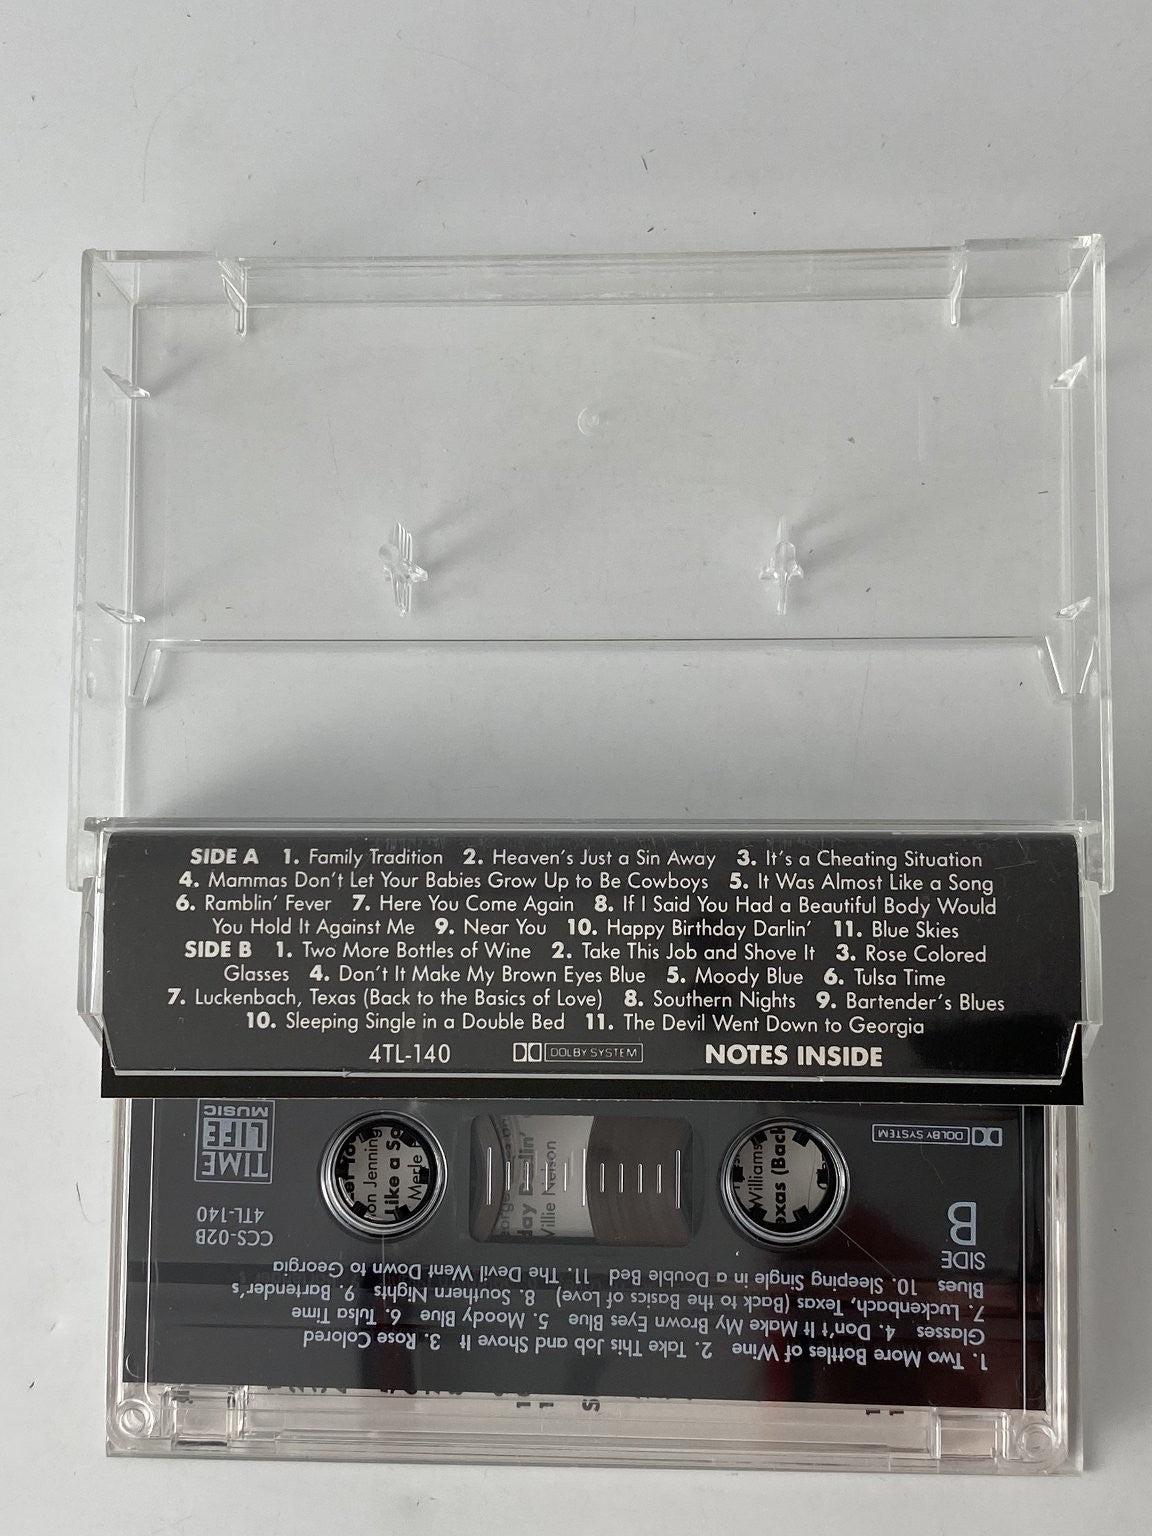 SIDE A 1. Family Tradition 2. Heaven's Just a Sin Away 3. It's a Cheating Situation
4. Mammas Don't Let Your Babies Grow Up to Be Cowboys 5. It Was Almost Like a Song
6. Ramblin' Fever 7. Here You Come Again 8. If I Said You Had a Beautiful Body Would
You Hold It Against Me 9. Near You 10. Happy Birthday Darlin' 11. Blue Skies
SIDE B 1. Two More Bottles of Wine 2. Take This Job and Shove It 3. Rose Colored
Glasses 4. Don't It Make My Brown Eyes Blue 5. Moody Blue 6. Tulsa Time
7. Luckenbach, Texas (Back to the Basics of Love) 8. Southern Nights 9. Bartender's Blues
10. Sleeping Single in a Double Bed 11. The Devil Went Down to Georgia
4TL-140 DOLBY SYSTEM NOTES INSIDE
1. Two More Bottles of Wine 2. Take This Job and Shove It 3. Rose Colored
Glasses 4. Don't It Make My Brown Eyes Blue 5. Moody Blue 6. Tulsa Time
7. Luckenbach, Texas (Back to the Basics of Love) 8. Southern Nights 9. Bartender's
Blues 10. Sleeping Single in a Double Bed 11. The Devil Went Down to Georgia
SIDE
B
CCS-02B
4TL-140
DOLBY SYSTEM
TIME
LIFE
MUSIC
on Jennings
Like a So
Merle
Willie Nelson
Williams
exas (Back